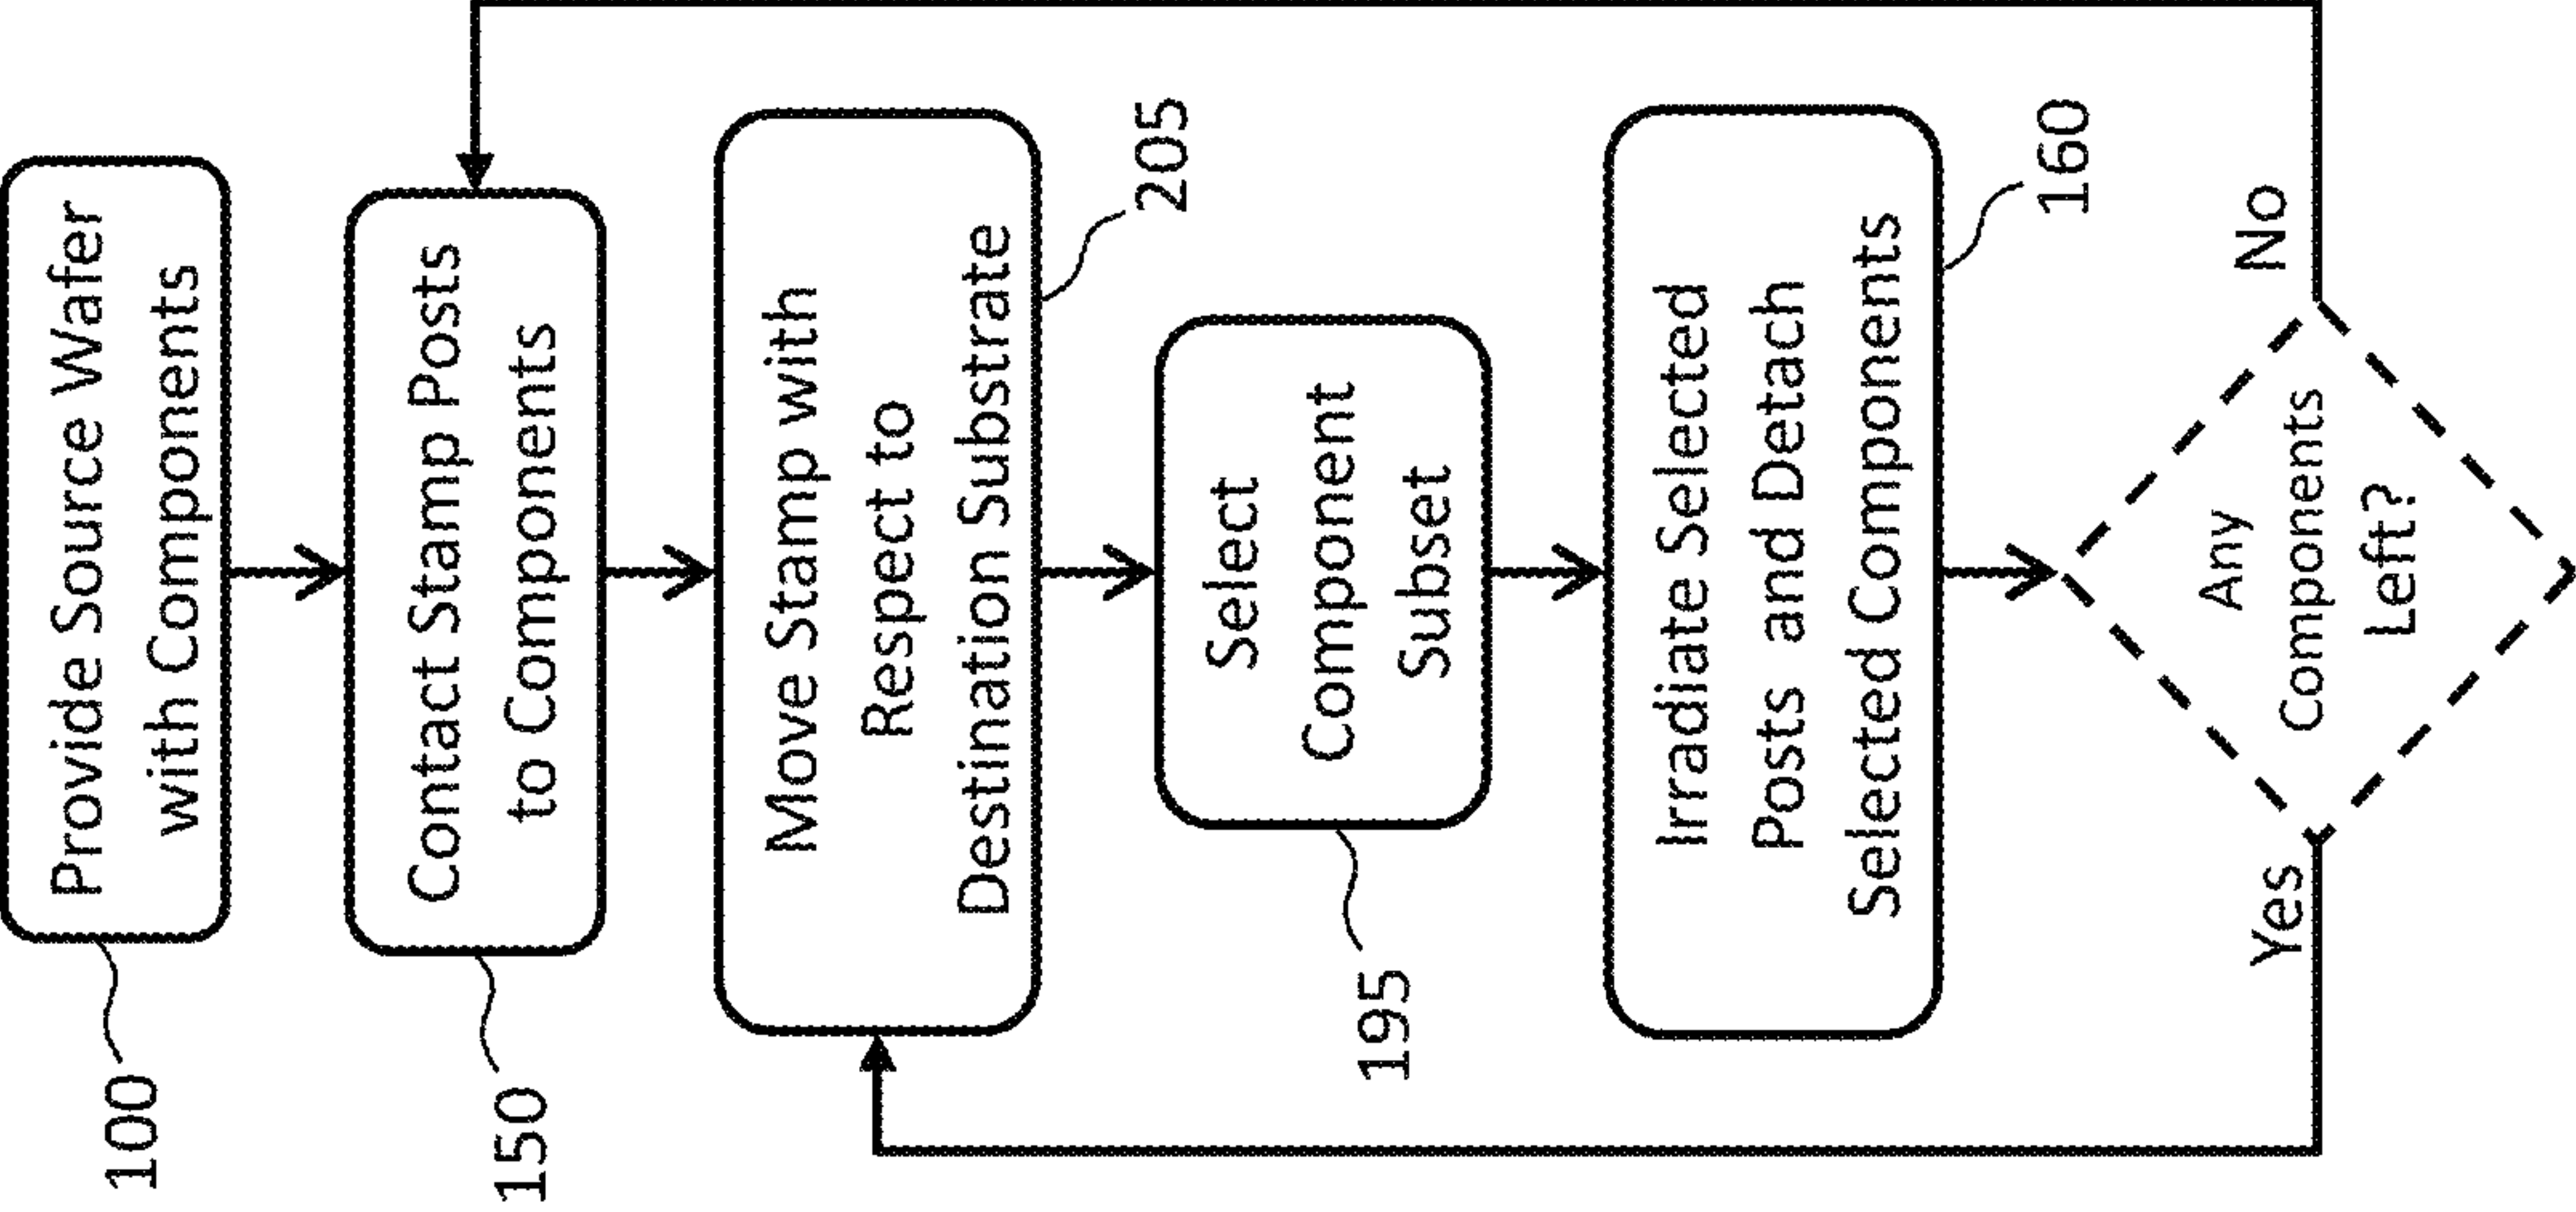 Provide Source Wafer
with Components
100
Contact Stamp Posts
to Components
150
Move Stamp with
Respect to
Destination Substrate
205
Select
Component
Subset
195
Irradiate Selected
Posts and Detach
Selected Components
160
Any
Components
Left?
Yes
No